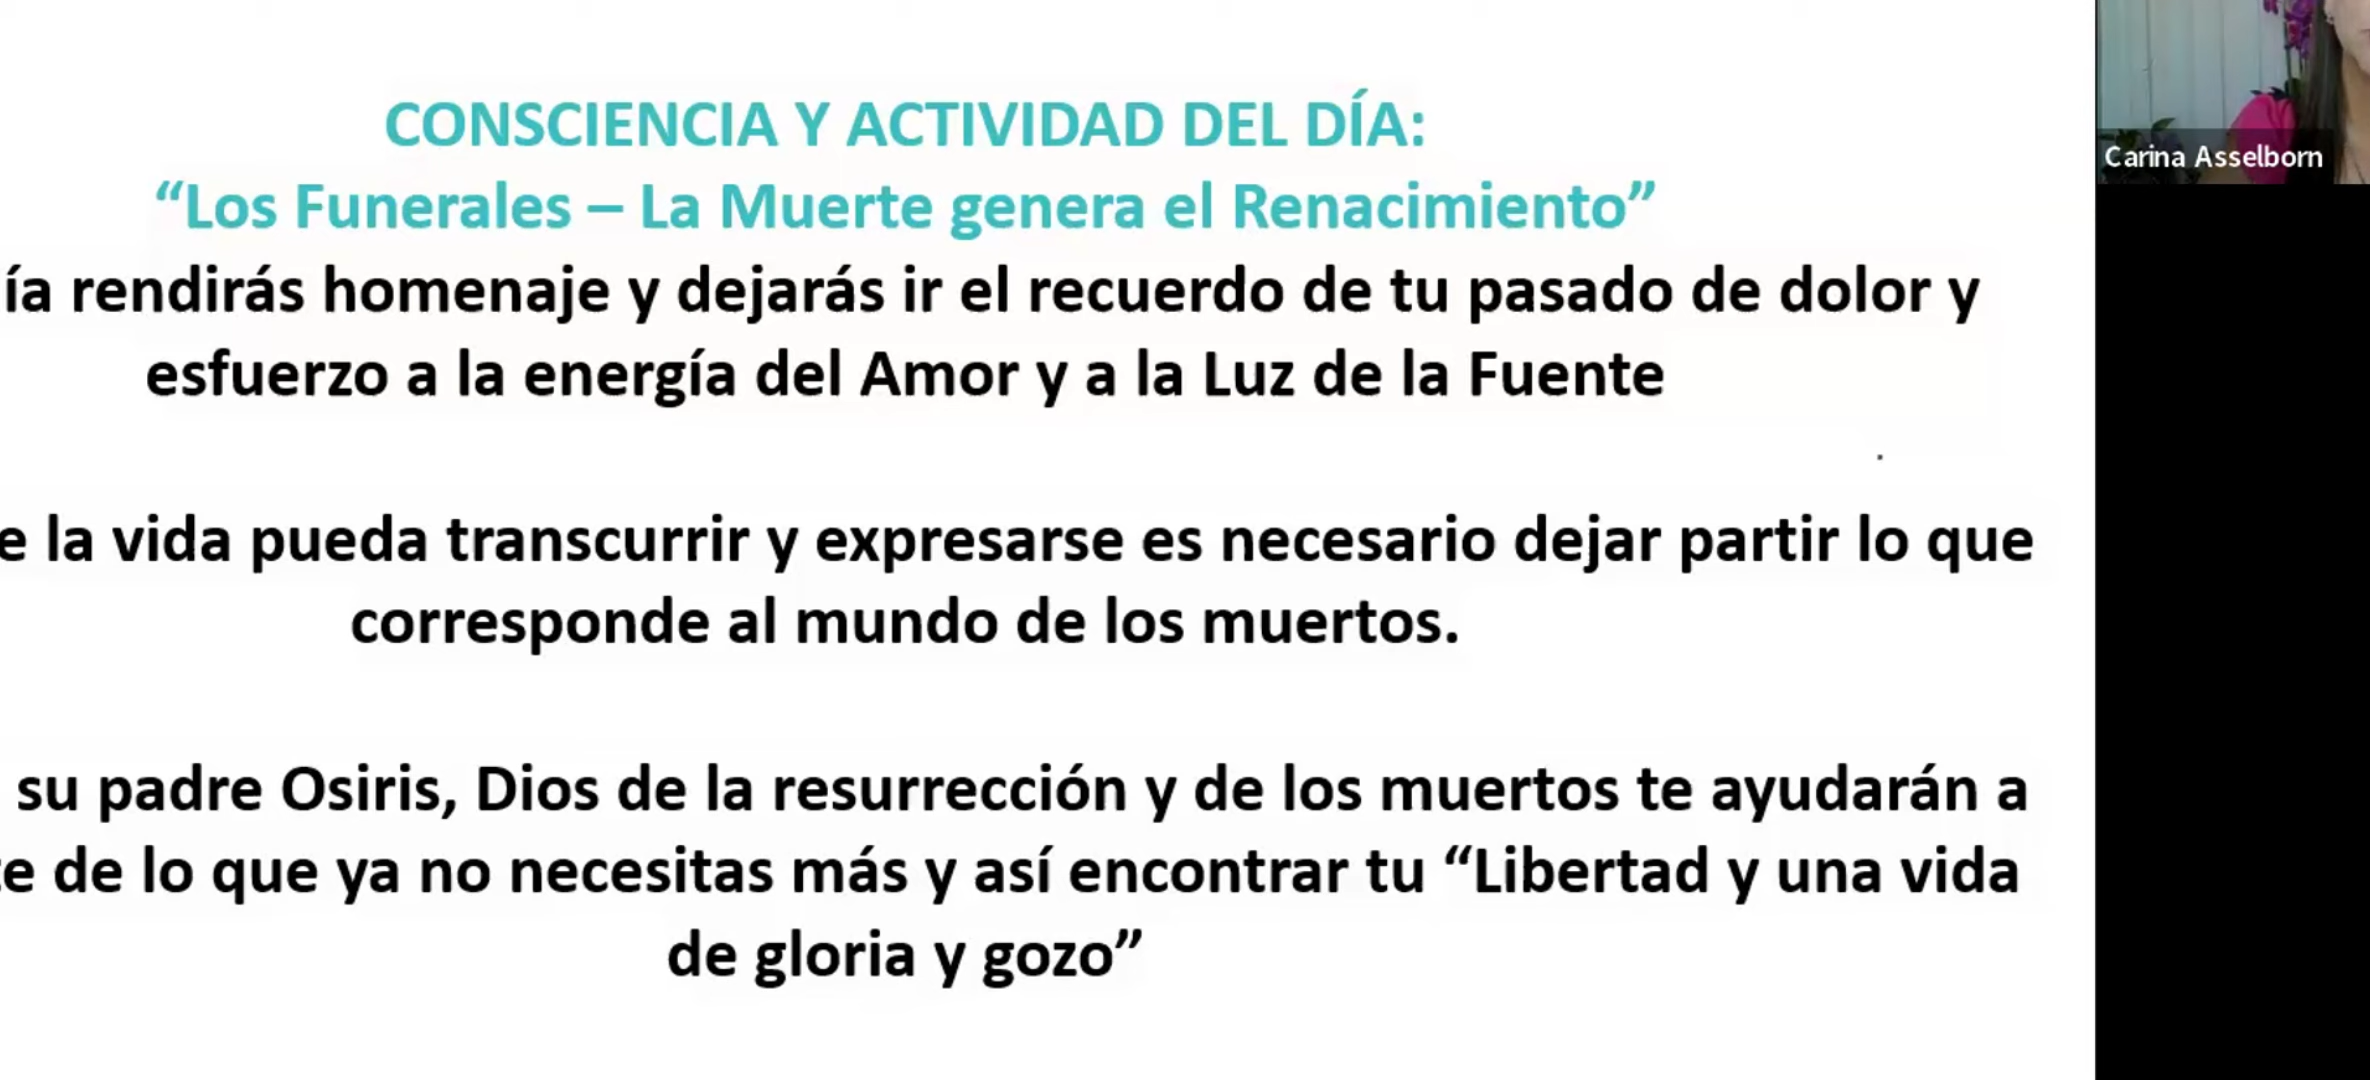 CONSCIENCIA Y ACTIVIDAD DEL DÍA:
“Los Funerales – La Muerte genera el Renacimiento”
ía rendirás homenaje y dejarás ir el recuerdo de tu pasado de dolor y
esfuerzo a la energía del Amor y a la Luz de la Fuente
.
e la vida pueda transcurrir y expresarse es necesario dejar partir lo que
corresponde al mundo de los muertos.
su padre Osiris, Dios de la resurrección y de los muertos te ayudarán a
te de lo que ya no necesitas más y así encontrar tu “Libertad y una vida
de gloria y gozo”
Carina Asselborn